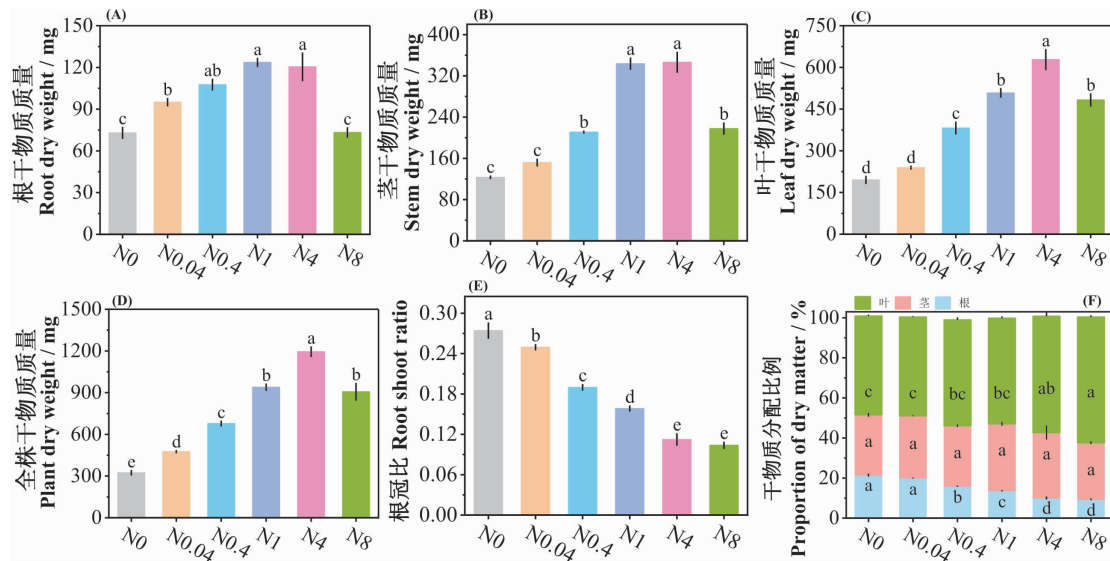 (A)
根干物质质量
Root dry weight / mg
150
120
90
60
30
0
c
b
ab
a
a
c
N0
N0.04
N0.4
N1
N4
N8
(B)
茎干物质质量
Stem dry weight / mg
400
320
240
160
80
0
c
c
b
a
a
b
N0
N0.04
N0.4
N1
N4
N8
(C)
叶干物质质量
Leaf dry weight / mg
750
600
450
300
150
0
d
d
c
b
a
b
N0
N0.04
N0.4
N1
N4
N8
(D)
全株干物质质量
Plant dry weight / mg
1500
1200
900
600
300
0
e
d
c
b
a
b
N0
N0.04
N0.4
N1
N4
N8
(E)
根冠比 Root shoot ratio
0.30
0.24
0.18
0.12
0.06
0.00
a
b
c
d
e
e
N0
N0.04
N0.4
N1
N4
N8
叶 茎 根
(F)
干物质分配比例
Proportion of dry matter / %
100
80
60
40
20
0
c c bc bc ab a
a a a a a a
a a b c d d
N0
N0.04
N0.4
N1
N4
N8